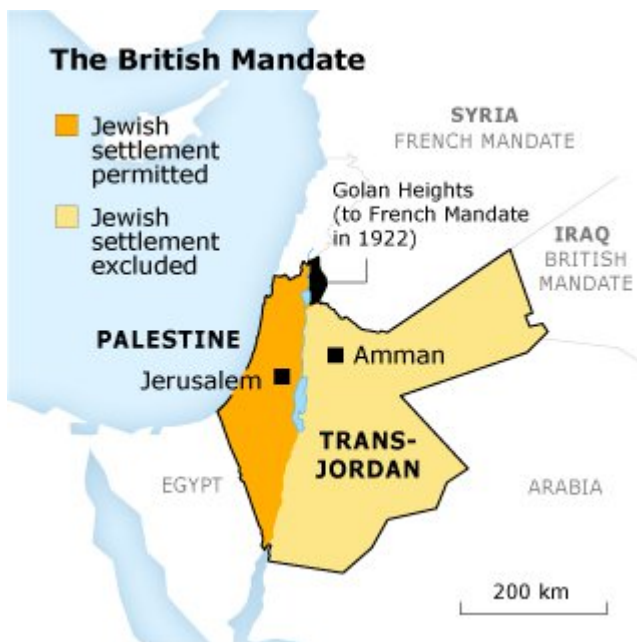 The British Mandate
Jewish
settlement
permitted
Jewish
settlement
excluded
SYRIA
FRENCH MANDATE
Golan Heights
(to French Mandate
in 1922)
IRAQ
BRITISH
MANDATE
PALESTINE
Jerusalem
Amman
TRANS-
JORDAN
EGYPT
ARABIA
200 km